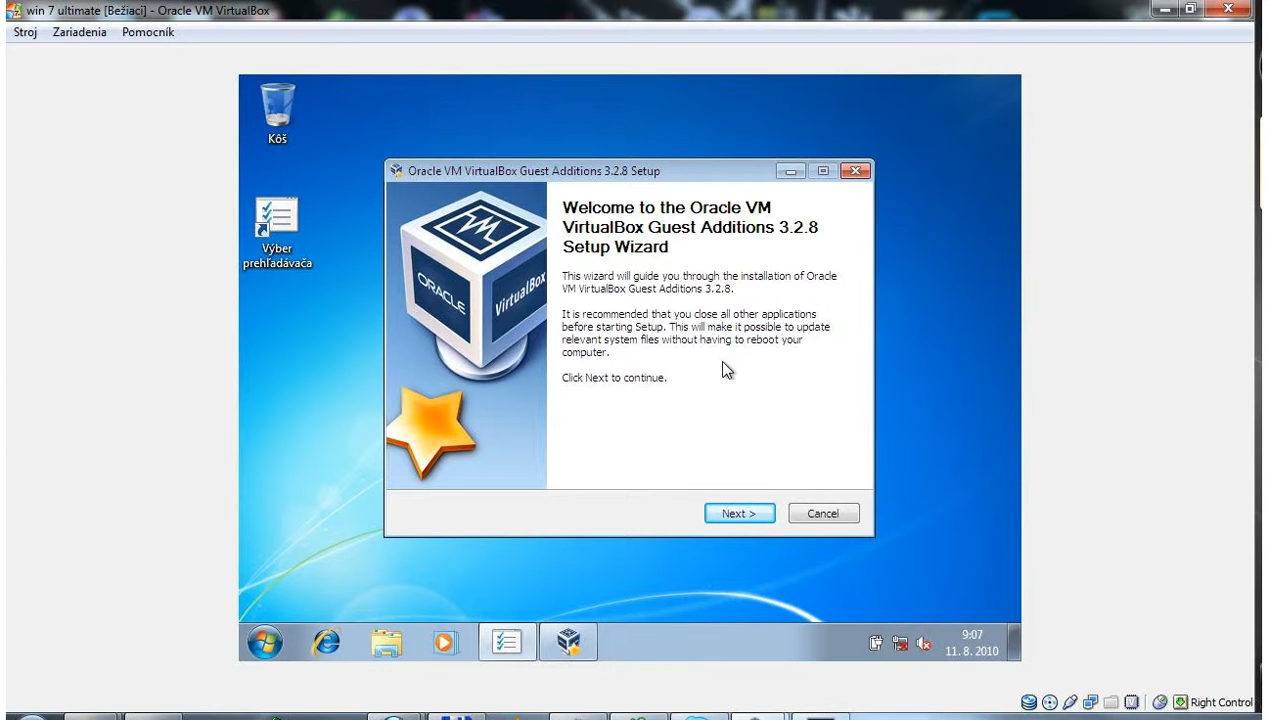 win 7 ultimate [Bežiaci] - Oracle VM VirtualBox
Stroj Zariadenia Pomocník
Kôš
Výber
prehľadávača
Oracle VM VirtualBox Guest Additions 3.2.8 Setup
ORACLE
VirtualBox
Welcome to the Oracle VM
VirtualBox Guest Additions 3.2.8
Setup Wizard
This wizard will guide you through the installation of Oracle
VM VirtualBox Guest Additions 3.2.8.
It is recommended that you close all other applications
before starting Setup. This will make it possible to update
relevant system files without having to reboot your
computer.
Click Next to continue.
Next >
Cancel
9:07
11. 8. 2010
Right Control